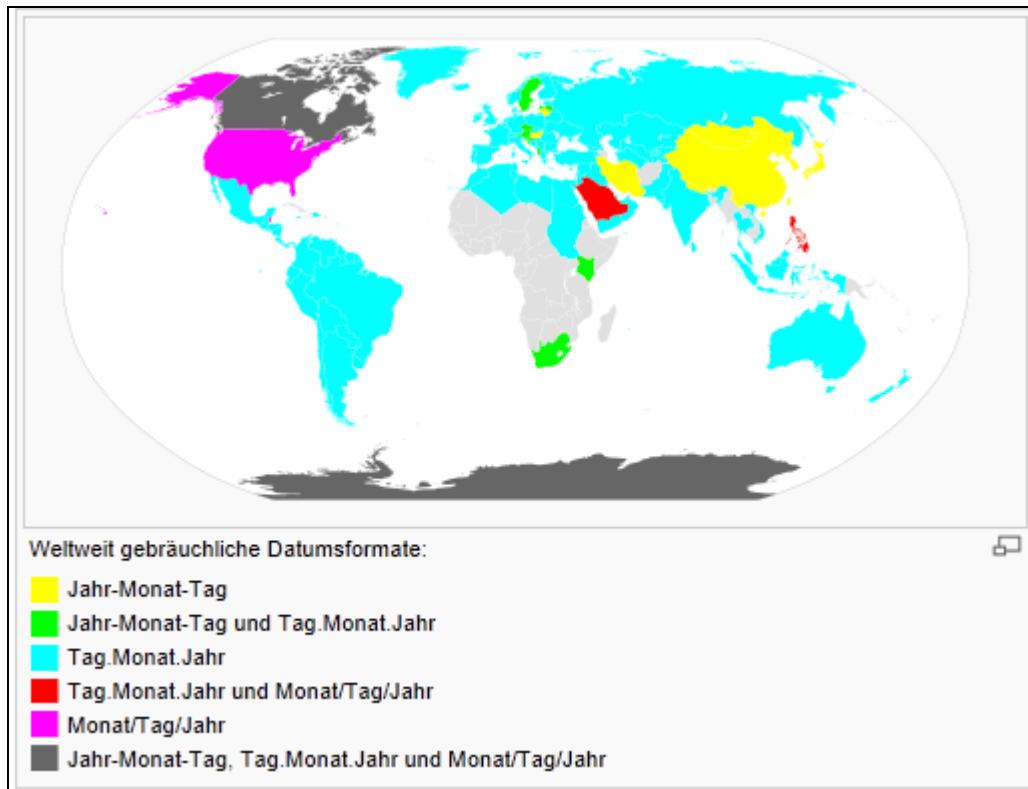 Weltweit gebräuchliche Datumsformate:
Jahr-Monat-Tag
Jahr-Monat-Tag und Tag.Monat.Jahr
Tag.Monat.Jahr
Tag.Monat.Jahr und Monat/Tag/Jahr
Monat/Tag/Jahr
Jahr-Monat-Tag, Tag.Monat.Jahr und Monat/Tag/Jahr